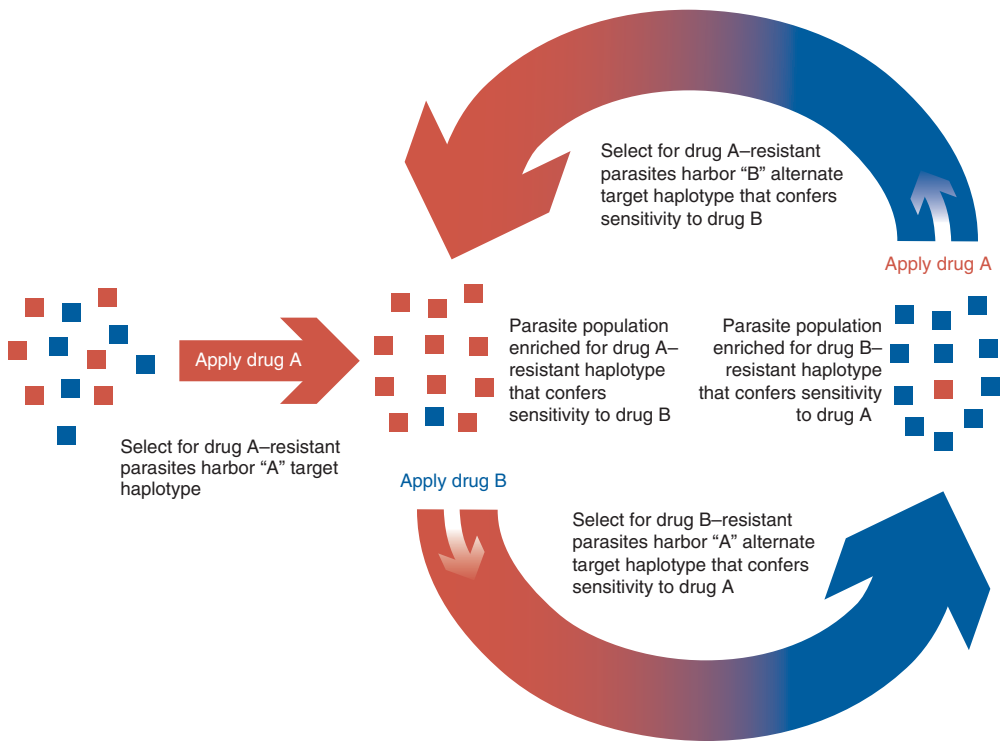 Select for drug A–resistant
parasites harbor “B” alternate
target haplotype that confers
sensitivity to drug B
Apply drug A
Apply drug A
Select for drug A–resistant
parasites harbor “A” target
haplotype
Parasite population
enriched for drug A–
resistant haplotype
that confers
sensitivity to drug B
Parasite population
enriched for drug B–
resistant haplotype
that confers sensitivity
to drug A
Apply drug B
Select for drug B–resistant
parasites harbor “A” alternate
target haplotype that confers
sensitivity to drug A